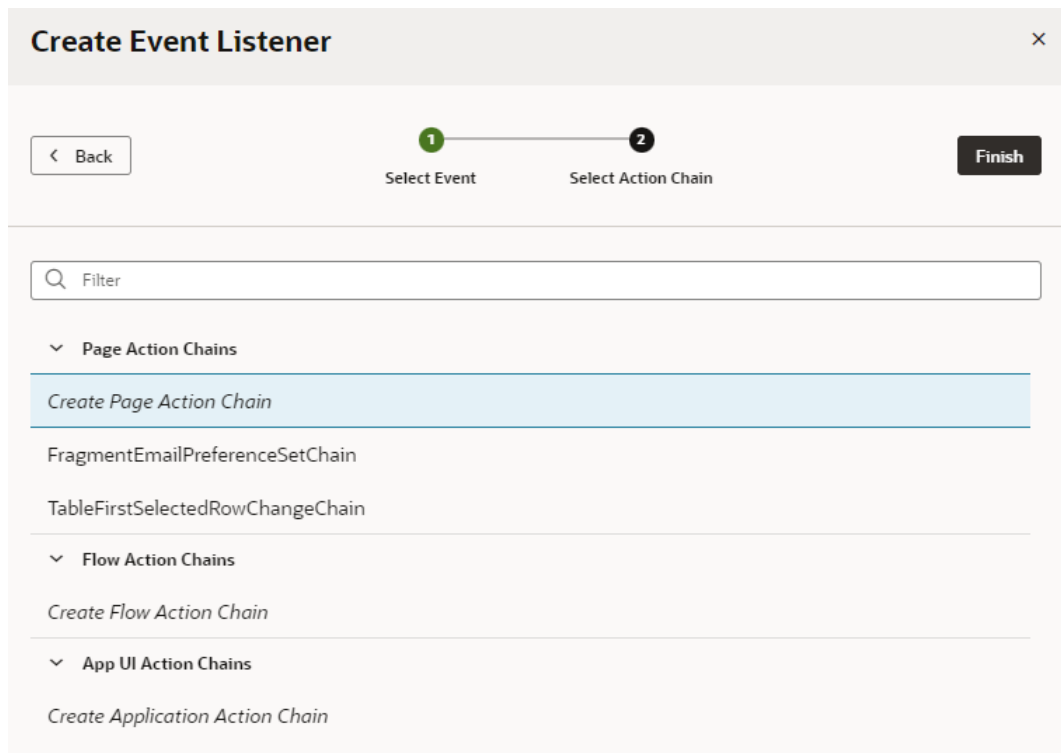 Create Event Listener
Back
1
2
Finish
Select Event
Select Action Chain
Filter
Page Action Chains
Create Page Action Chain
FragmentEmailPreferenceSetChain
TableFirstSelectedRowChangeChain
Flow Action Chains
Create Flow Action Chain
App UI Action Chains
Create Application Action Chain